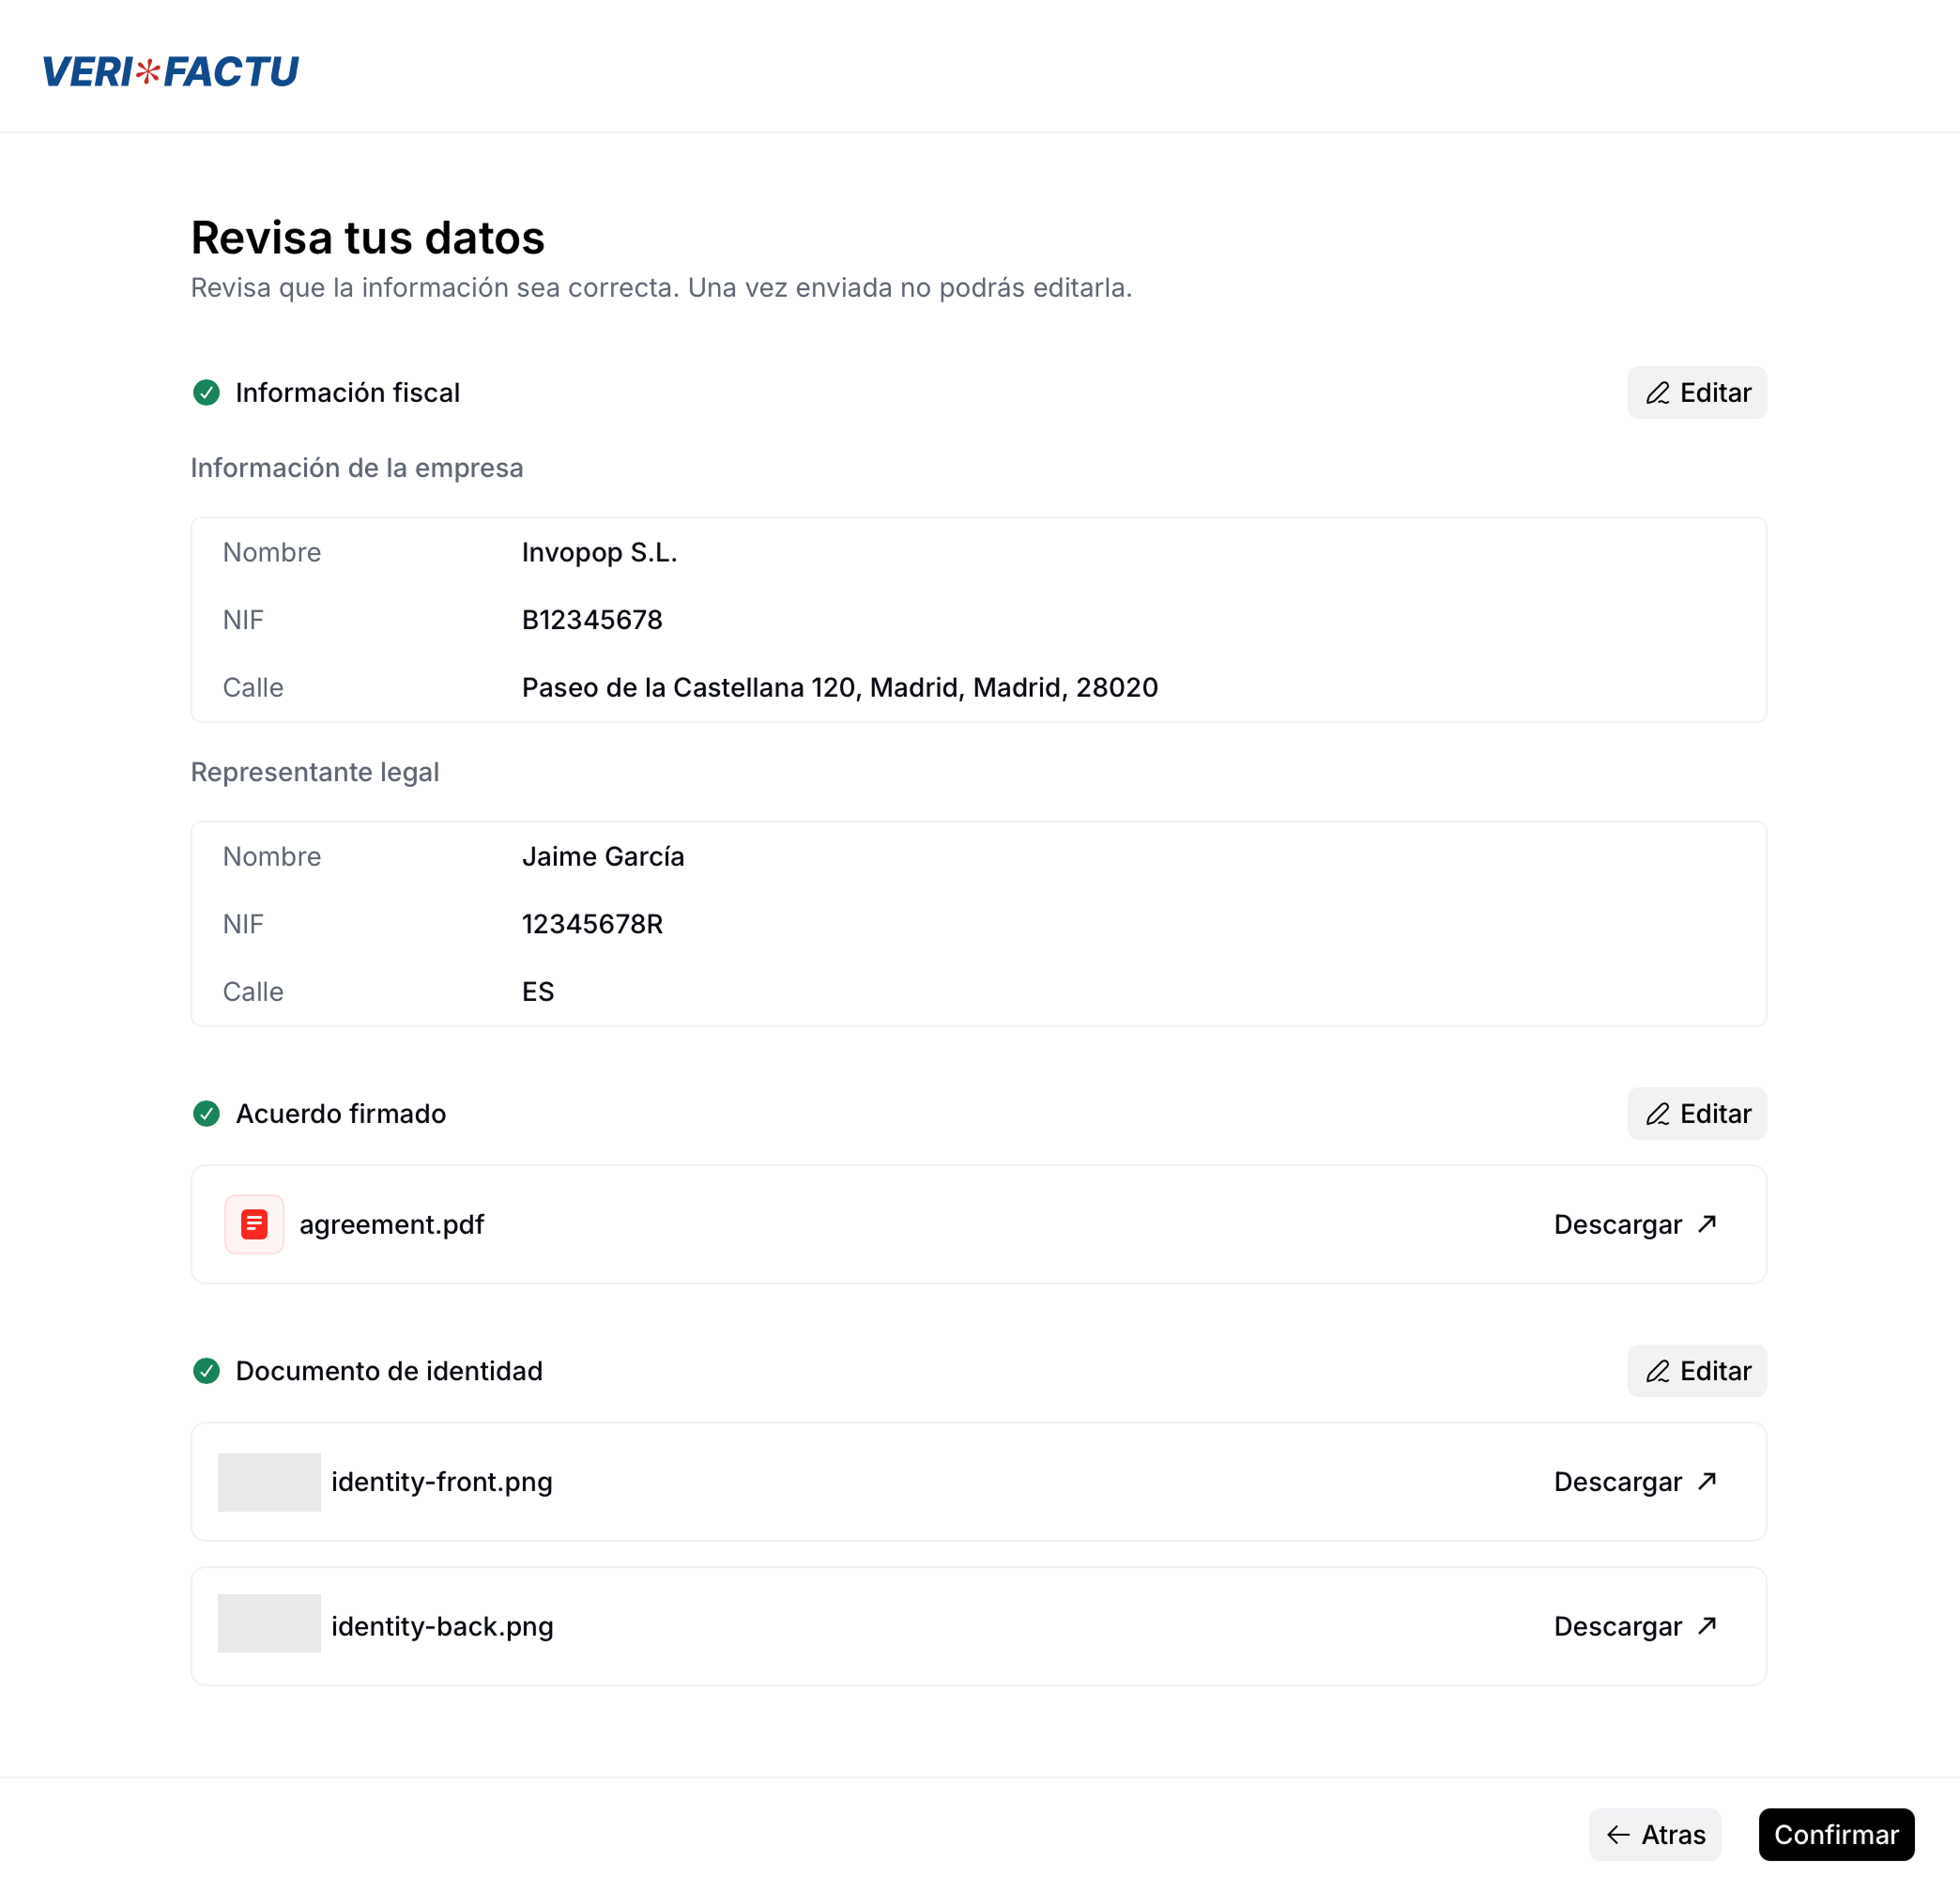 VERI*FACTU
Revisa tus datos
Revisa que la información sea correcta. Una vez enviada no podrás editarla.
Información fiscal
Editar
Información de la empresa
Nombre Invopop S.L.
NIF B12345678
Calle Paseo de la Castellana 120, Madrid, Madrid, 28020
Representante legal
Nombre Jaime García
NIF 12345678R
Calle ES
Acuerdo firmado
Editar
agreement.pdf
Descargar
Documento de identidad
Editar
identity-front.png
Descargar
identity-back.png
Descargar
Atras
Confirmar